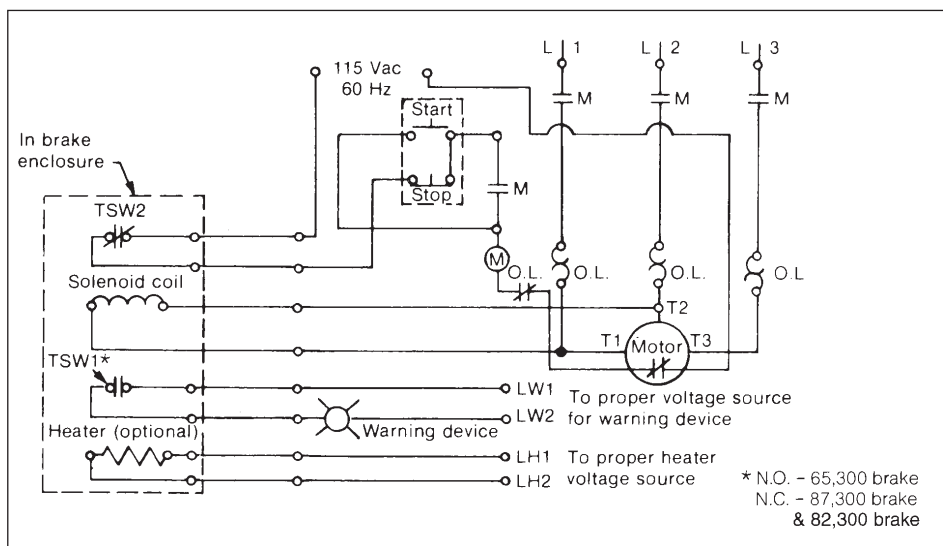 L 1
L 2
L 3
115 Vac
60 Hz
M
M
M
Start
In brake
enclosure
Stop
M
TSW2
M
O.L.
O.L.
O.L.
O.L
Solenoid coil
T2
T1
Motor
T3
TSW1*
LW1
To proper voltage source
for warning device
LW2
Warning device
Heater (optional)
LH1
To proper heater
voltage source
LH2
* N.O. – 65,300 brake
N.C. – 87,300 brake
& 82,300 brake